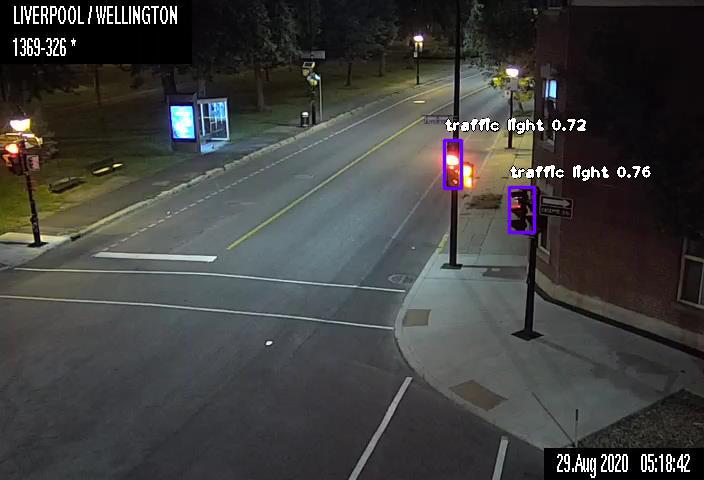 LIVERPOOL / WELLINGTON
1369-326 *
traffic light 0.72
traffic light 0.76
29.Aug 2020 05:18:42